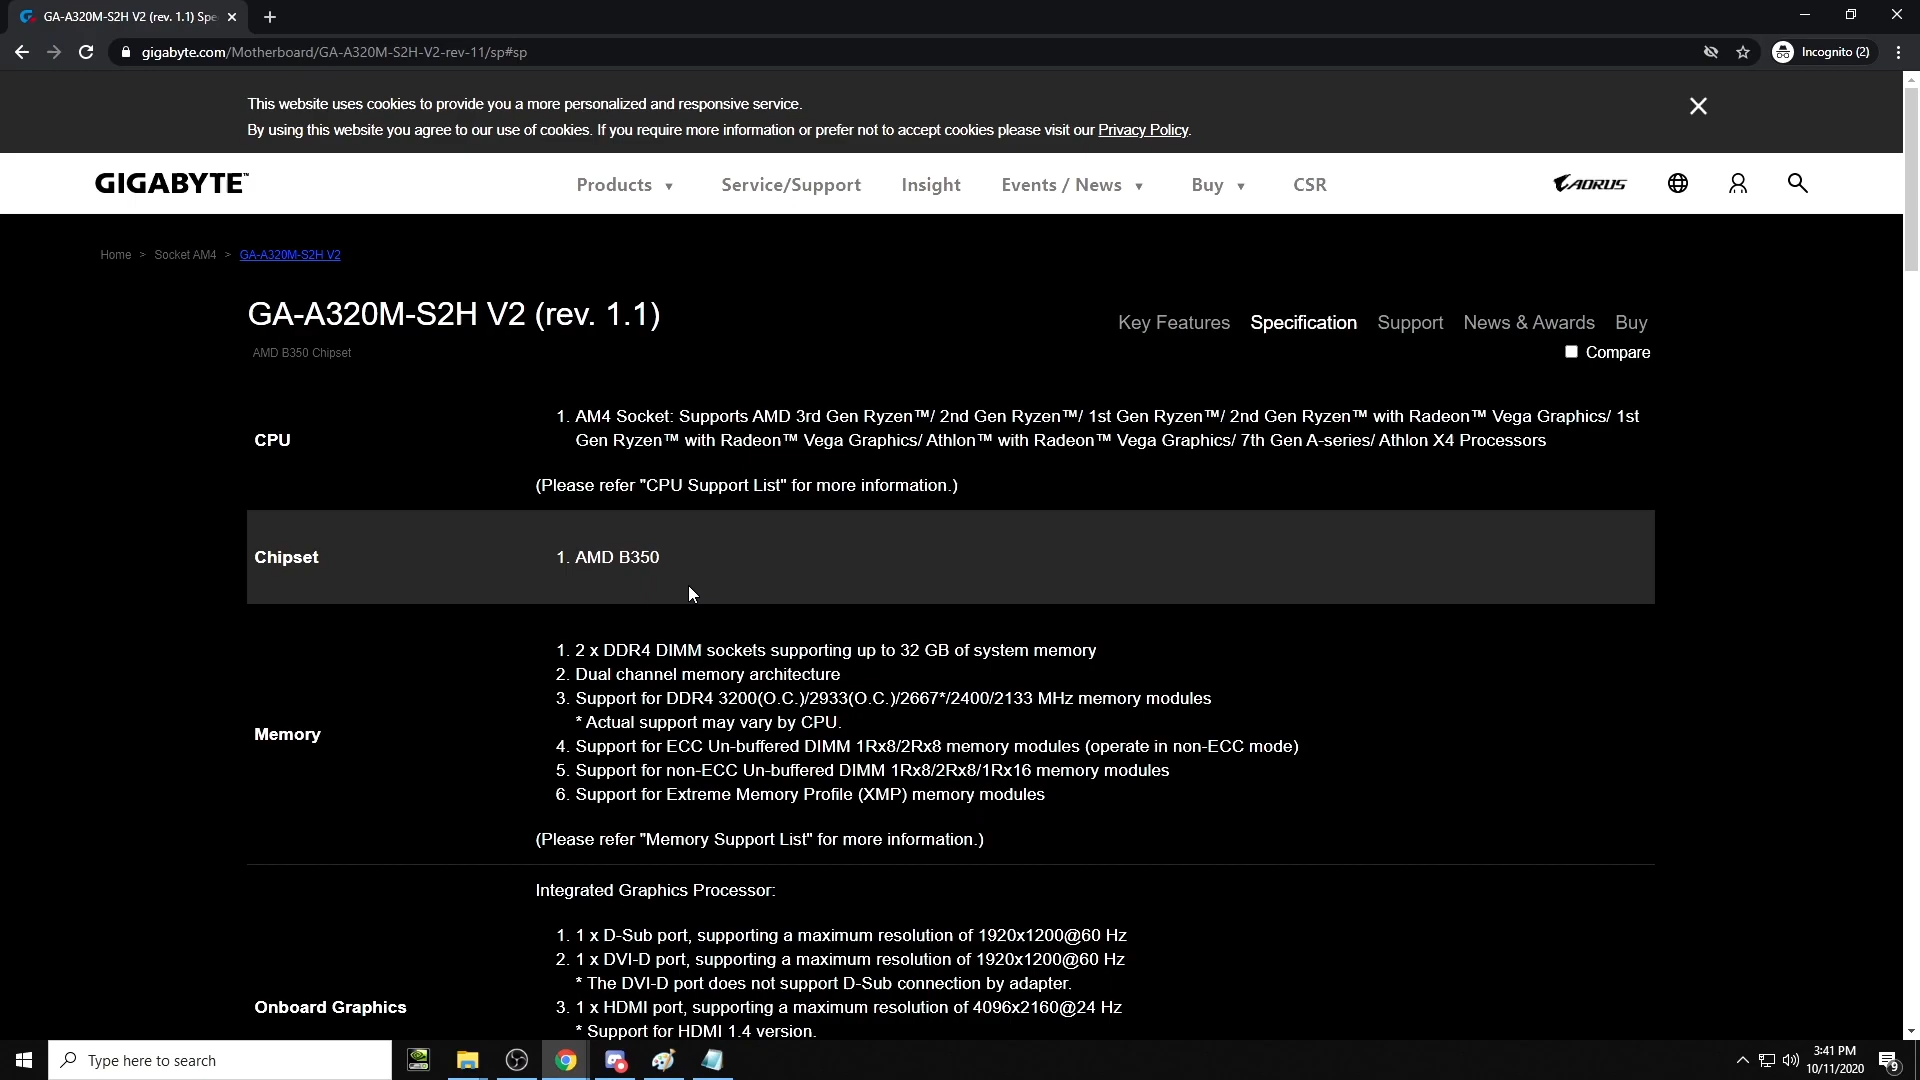 GA-A320M-S2H V2 (rev. 1.1) Spe
gigabyte.com/Motherboard/GA-A320M-S2H-V2-rev-11/sp#sp
Incognito (2)
This website uses cookies to provide you a more personalized and responsive service.
By using this website you agree to our use of cookies. If you require more information or prefer not to accept cookies please visit our Privacy Policy.
GIGABYTE™
Products
Service/Support
Insight
Events / News
Buy
CSR
AORUS
Home > Socket AM4 > GA-A320M-S2H V2
GA-A320M-S2H V2 (rev. 1.1)
AMD B350 Chipset
Key Features
Specification
Support
News & Awards
Buy
Compare
CPU
1. AM4 Socket: Supports AMD 3rd Gen Ryzen™/ 2nd Gen Ryzen™/ 1st Gen Ryzen™/ 2nd Gen Ryzen™ with Radeon™ Vega Graphics/ 1st
Gen Ryzen™ with Radeon™ Vega Graphics/ Athlon™ with Radeon™ Vega Graphics/ 7th Gen A-series/ Athlon X4 Processors
(Please refer "CPU Support List" for more information.)
Chipset
1. AMD B350
Memory
1. 2 x DDR4 DIMM sockets supporting up to 32 GB of system memory
2. Dual channel memory architecture
3. Support for DDR4 3200(O.C.)/2933(O.C.)/2667*/2400/2133 MHz memory modules
* Actual support may vary by CPU.
4. Support for ECC Un-buffered DIMM 1Rx8/2Rx8 memory modules (operate in non-ECC mode)
5. Support for non-ECC Un-buffered DIMM 1Rx8/2Rx8/1Rx16 memory modules
6. Support for Extreme Memory Profile (XMP) memory modules
(Please refer "Memory Support List" for more information.)
Onboard Graphics
Integrated Graphics Processor:
1. 1 x D-Sub port, supporting a maximum resolution of 1920x1200@60 Hz
2. 1 x DVI-D port, supporting a maximum resolution of 1920x1200@60 Hz
* The DVI-D port does not support D-Sub connection by adapter.
3. 1 x HDMI port, supporting a maximum resolution of 4096x2160@24 Hz
* Support for HDMI 1.4 version.
Type here to search
3:41 PM
10/11/2020
9